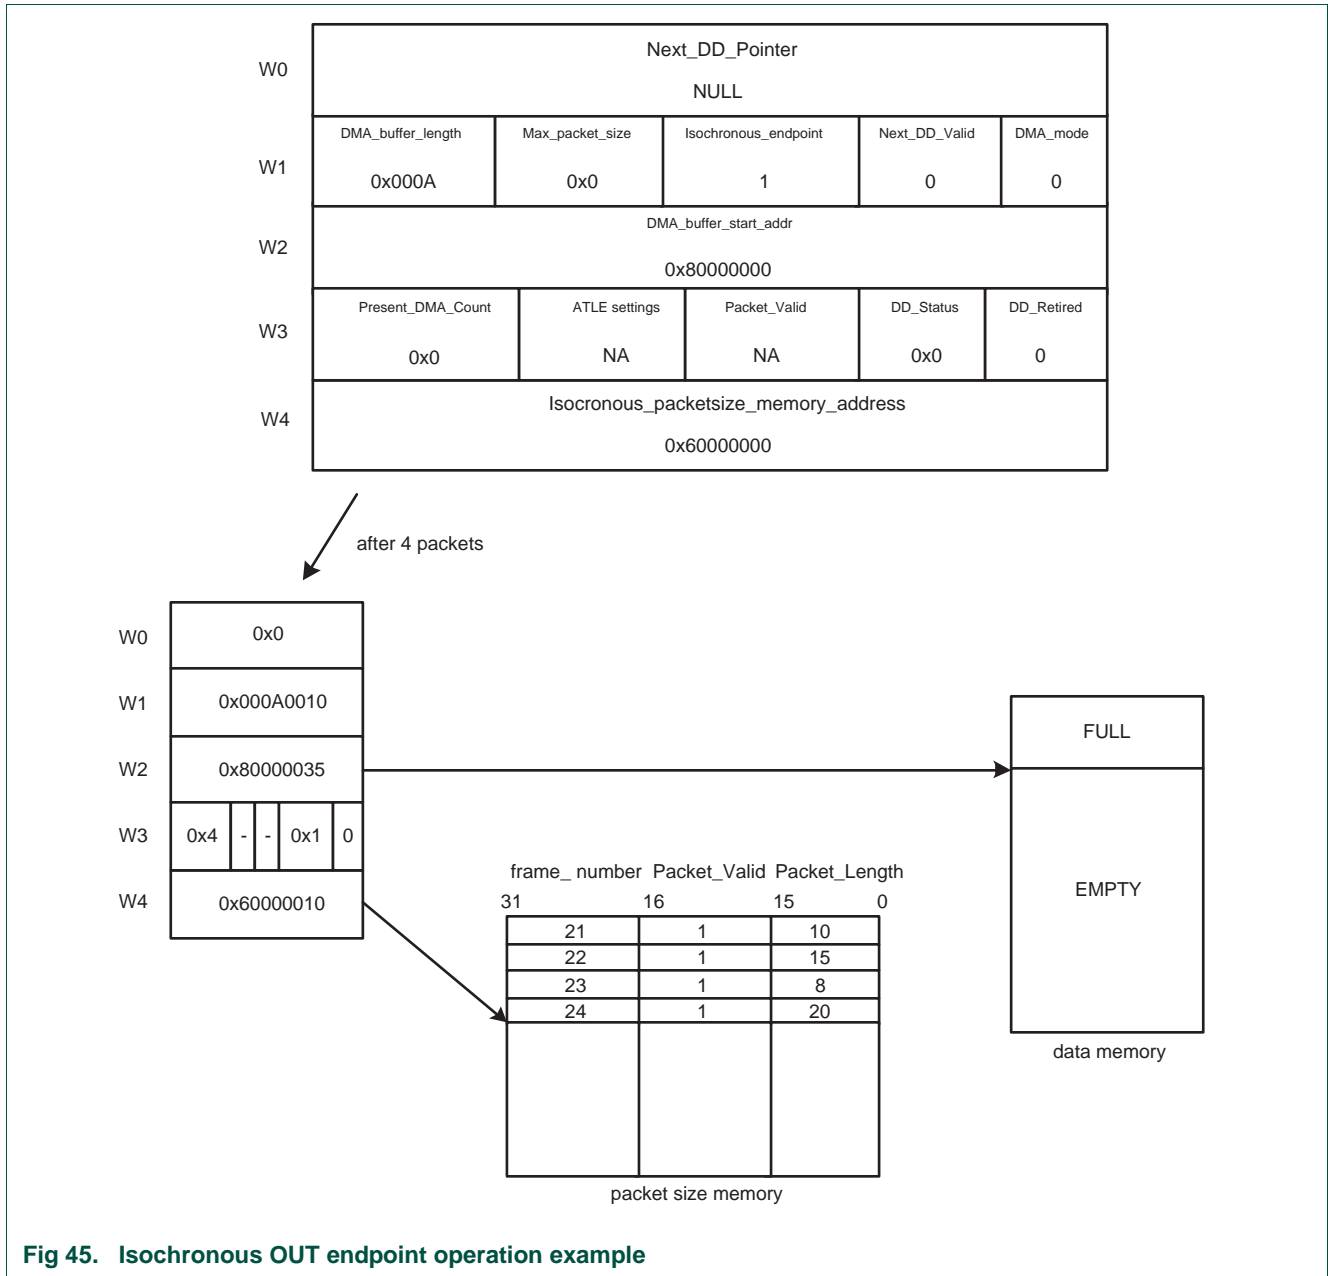 Next_DD_Pointer
W0
NULL
DMA_buffer_length Max_packet_size Isochronous_endpoint Next_DD_Valid DMA_mode
W1
0x000A 0x0 1 0 0
DMA_buffer_start_addr
W2
0x80000000
Present_DMA_Count ATLE settings Packet_Valid DD_Status DD_Retired
W3
0x0 NA NA 0x0 0
Isocronous_packetsize_memory_address
W4
0x60000000
after 4 packets
W0 0x0
W1 0x000A0010
FULL
W2 0x80000035
W3 0x4 - - 0x1 0
frame_ number Packet_Valid Packet_Length
W4 0x60000010
EMPTY
31 16 15 0
21 1 10
22 1 15
23 1 8
24 1 20
data memory
packet size memory
Fig 45. Isochronous OUT endpoint operation example